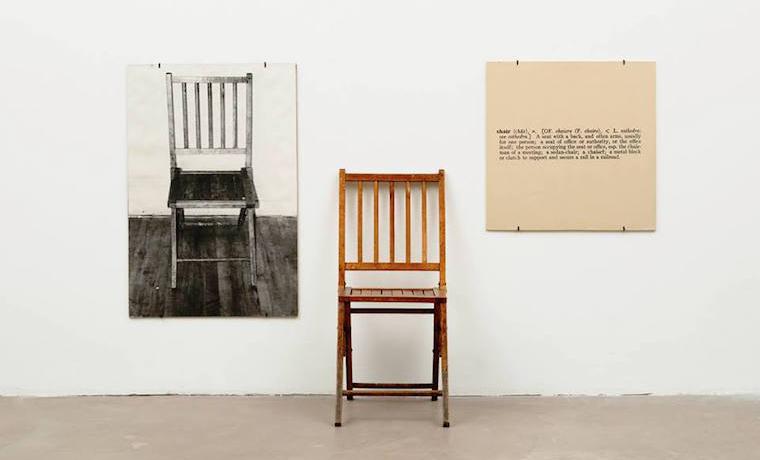 chair (châr), n. [OF. chaiere (F. chaire), < L. cathedra:
see cathedra.] A seat with a back, and often arms, usually
for one person; a seat of office or authority, or the office
itself; the person occupying the seat or office, esp. the chair-
man of a meeting; a sedan-chair; a chaise†; a metal block
or clutch to support and secure a rail in a railroad.